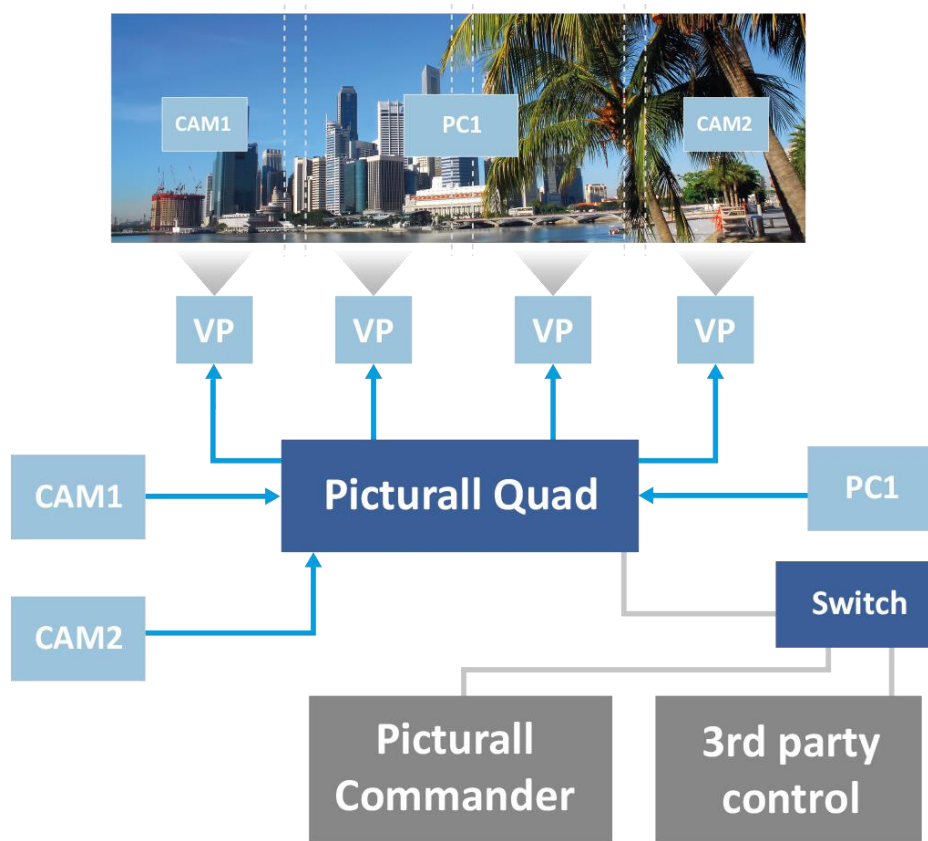 CAM1
PC1
CAM2
VP
VP
VP
VP
CAM1
Picturall Quad
PC1
CAM2
Switch
Picturall
Commander
3rd party
control